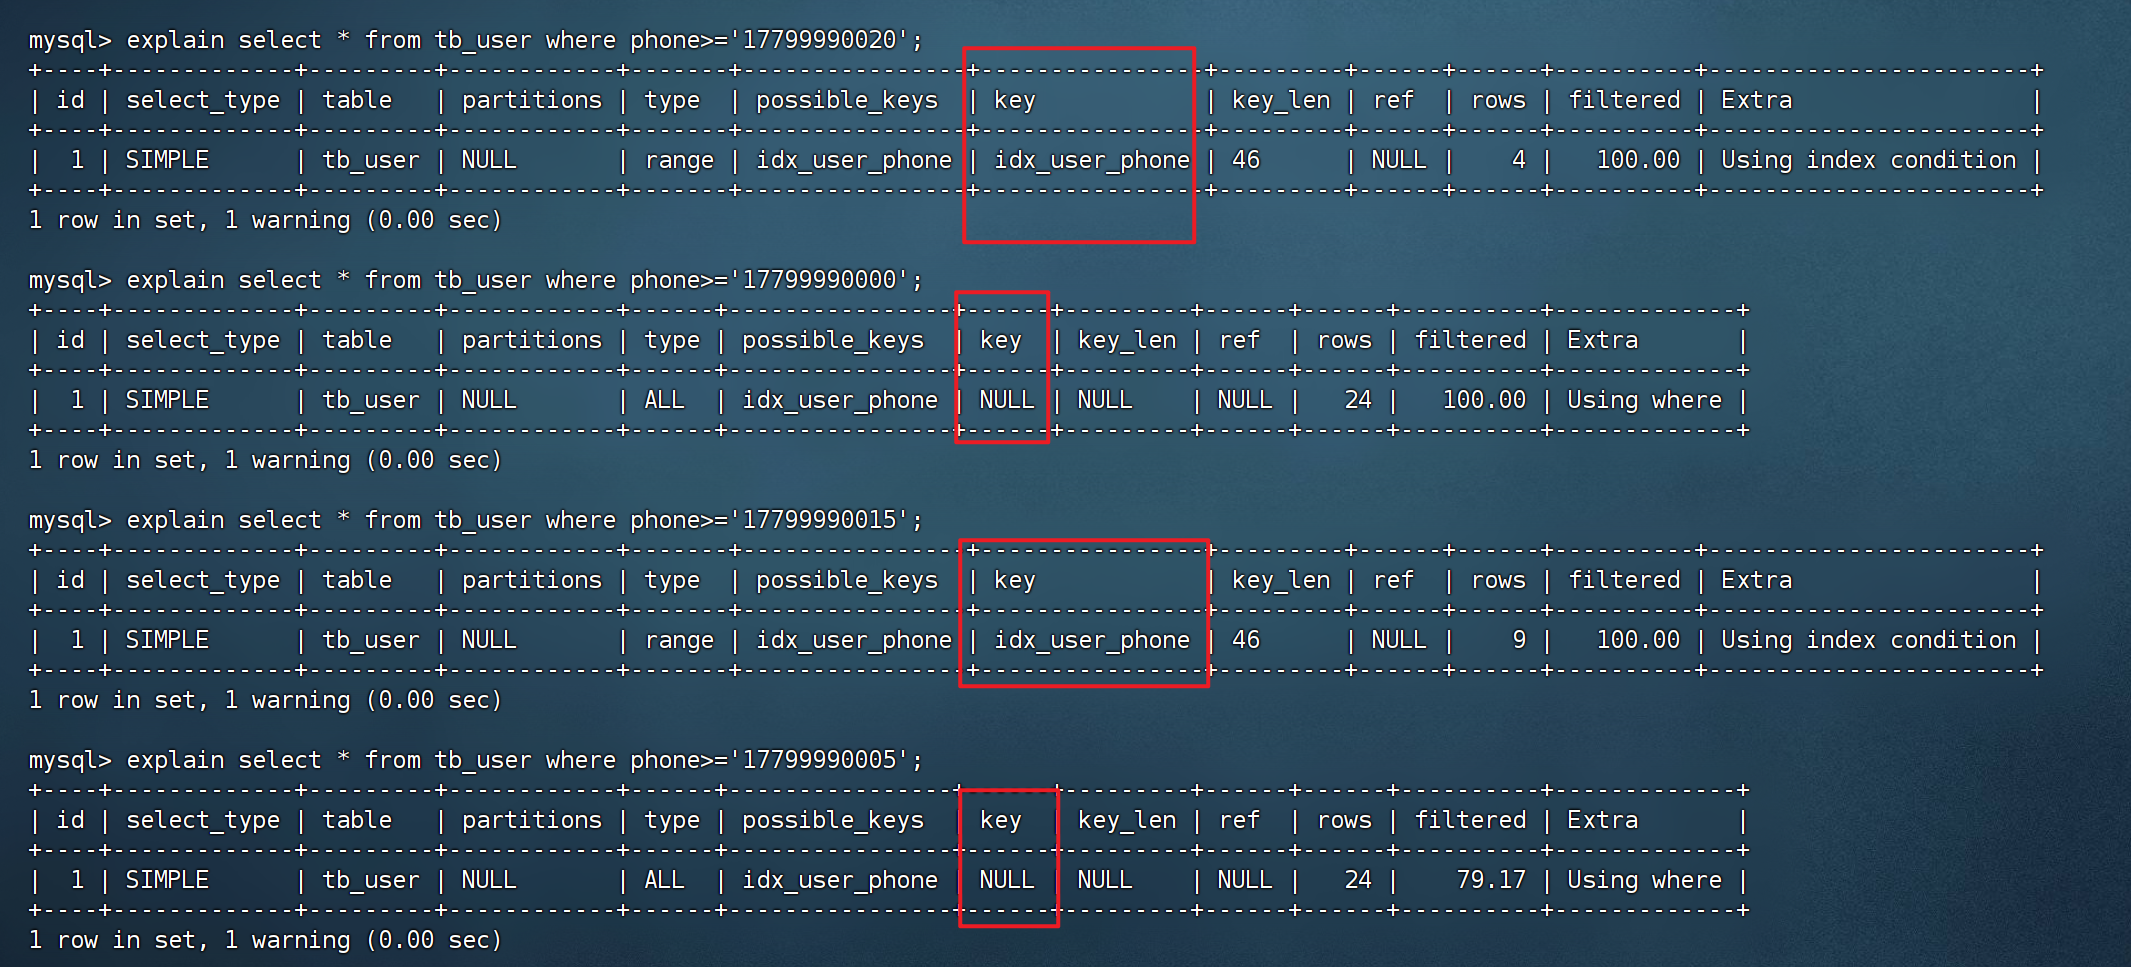 mysql> explain select * from tb_user where phone>='17799990020';
+----+-------------+---------+------------+-------+----------------+----------------+---------+------+------+----------+-----------------------+
| id | select_type | table   | partitions | type  | possible_keys  | key            | key_len | ref  | rows | filtered | Extra                 |
+----+-------------+---------+------------+-------+----------------+----------------+---------+------+------+----------+-----------------------+
|  1 | SIMPLE      | tb_user | NULL       | range | idx_user_phone | idx_user_phone | 46      | NULL |    4 |   100.00 | Using index condition |
+----+-------------+---------+------------+-------+----------------+----------------+---------+------+------+----------+-----------------------+
1 row in set, 1 warning (0.00 sec)
mysql> explain select * from tb_user where phone>='17799990000';
+----+-------------+---------+------------+------+----------------+------+---------+------+------+----------+-------------+
| id | select_type | table   | partitions | type | possible_keys  | key  | key_len | ref  | rows | filtered | Extra       |
+----+-------------+---------+------------+------+----------------+------+---------+------+------+----------+-------------+
|  1 | SIMPLE      | tb_user | NULL       | ALL  | idx_user_phone | NULL | NULL    | NULL |   24 |   100.00 | Using where |
+----+-------------+---------+------------+------+----------------+------+---------+------+------+----------+-------------+
1 row in set, 1 warning (0.00 sec)
mysql> explain select * from tb_user where phone>='17799990015';
+----+-------------+---------+------------+-------+----------------+----------------+---------+------+------+----------+-----------------------+
| id | select_type | table   | partitions | type  | possible_keys  | key            | key_len | ref  | rows | filtered | Extra                 |
+----+-------------+---------+------------+-------+----------------+----------------+---------+------+------+----------+-----------------------+
|  1 | SIMPLE      | tb_user | NULL       | range | idx_user_phone | idx_user_phone | 46      | NULL |    9 |   100.00 | Using index condition |
+----+-------------+---------+------------+-------+----------------+----------------+---------+------+------+----------+-----------------------+
1 row in set, 1 warning (0.00 sec)
mysql> explain select * from tb_user where phone>='17799990005';
+----+-------------+---------+------------+------+----------------+------+---------+------+------+----------+-------------+
| id | select_type | table   | partitions | type | possible_keys  | key  | key_len | ref  | rows | filtered | Extra       |
+----+-------------+---------+------------+------+----------------+------+---------+------+------+----------+-------------+
|  1 | SIMPLE      | tb_user | NULL       | ALL  | idx_user_phone | NULL | NULL    | NULL |   24 |    79.17 | Using where |
+----+-------------+---------+------------+------+----------------+------+---------+------+------+----------+-------------+
1 row in set, 1 warning (0.00 sec)